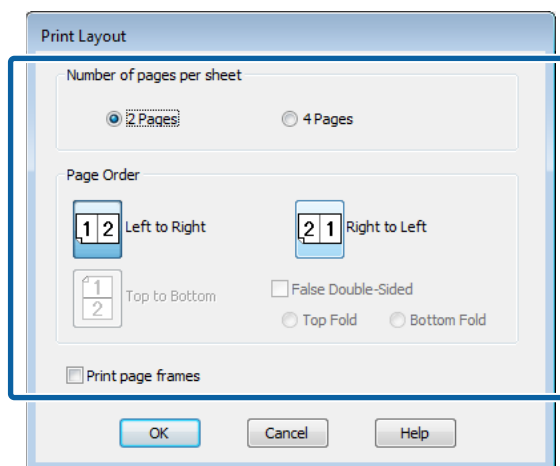 Print Layout
Number of pages per sheet
2 Pages 4 Pages
Page Order
1 2 Left to Right 2 1 Right to Left
1
2
Top to Bottom
False Double-Sided
Top Fold Bottom Fold
Print page frames
OK Cancel Help